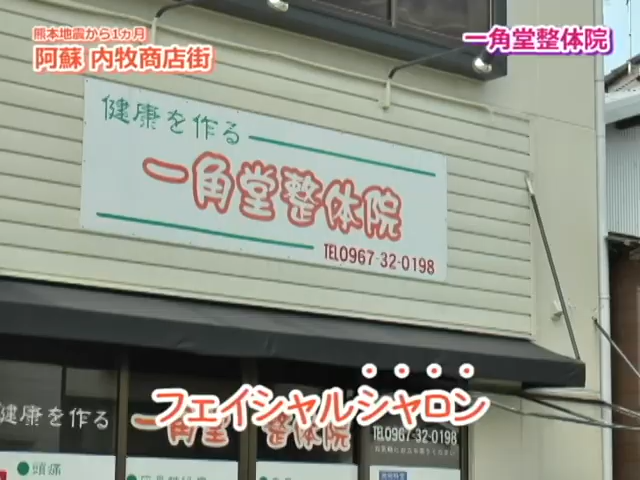 熊本地震から1ヵ月
阿蘇 内牧商店街
一角堂整体院
健康を作る
一角堂整体院
TEL0967-32-0198
フェイシャルシャロン
健康を作る
一角堂 整体院
TEL0967-32-0198
●頭痛